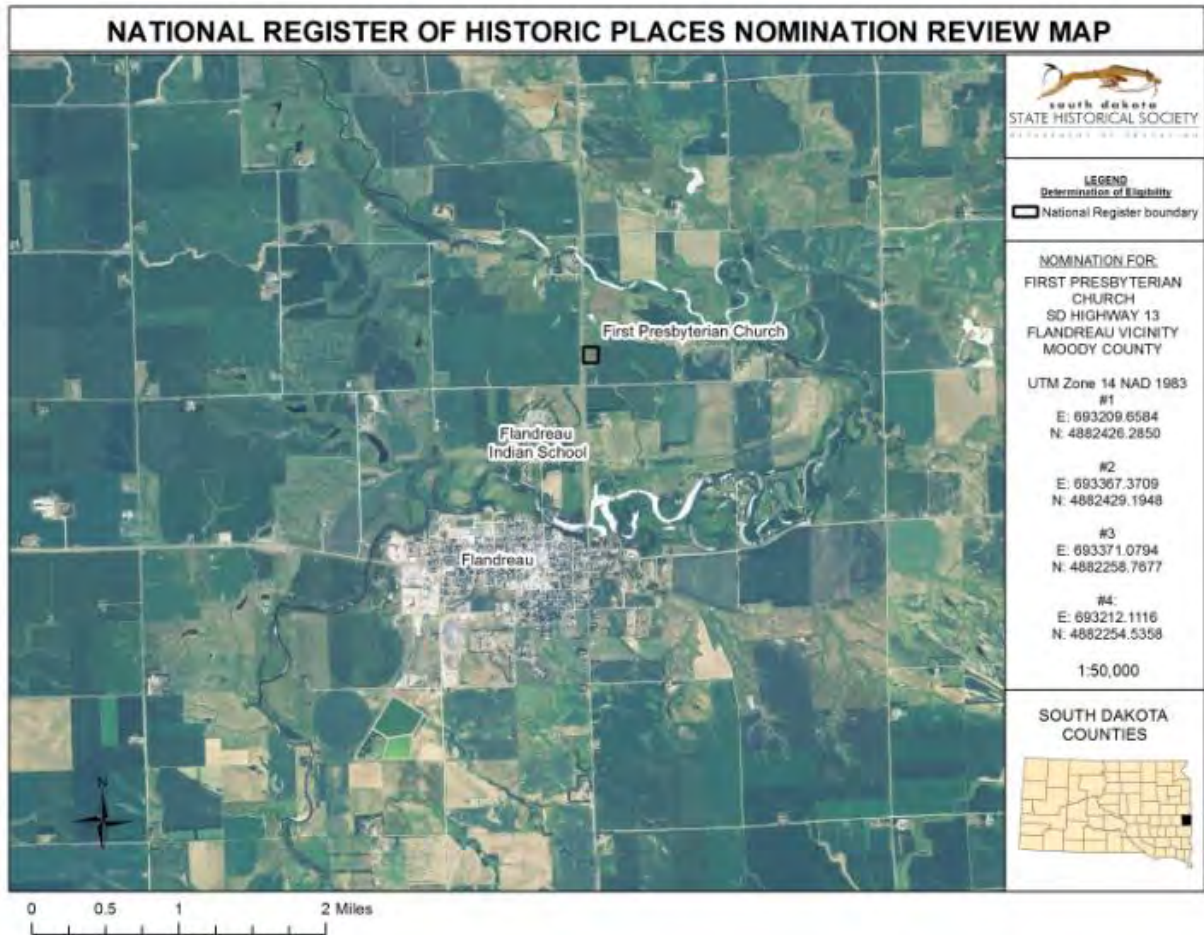 NATIONAL REGISTER OF HISTORIC PLACES NOMINATION REVIEW MAP
First Presbyterian Church
Flandreau
Indian School
Flandreau
N
0 0.5 1 2 Miles
south dakota
STATE HISTORICAL SOCIETY
LEGEND
Determination of Eligibility
National Register boundary
NOMINATION FOR:
FIRST PRESBYTERIAN
CHURCH
SD HIGHWAY 13
FLANDREAU VICINITY
MOODY COUNTY
UTM Zone 14 NAD 1983
#1
E: 693209.6584
N: 4882426.2850
#2
E: 693367.3709
N: 4882429.1948
#3
E: 693371.0794
N: 4882258.7677
#4:
E: 693212.1116
N: 4882254.5358
1:50,000
SOUTH DAKOTA
COUNTIES